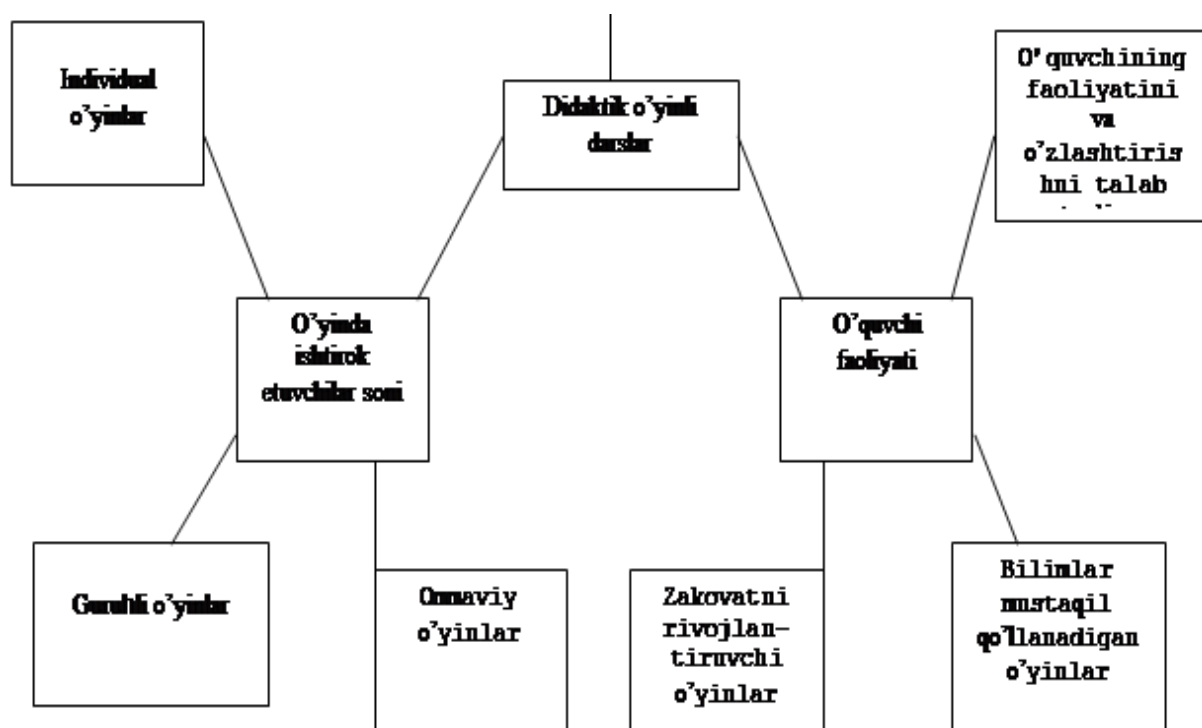 Individual
o’yinlar
Didaktik o’yinli
darslar
O’quvchining
faoliyatini
va
o’zlashtiris
hni talab
O’yinda
ishtirok
etuvchilar soni
O’quvchi
faoliyati
Guruhli o’yinlar
Ommaviy
o’yinlar
Zakovatni
rivojlan–
tiruvchi
o’yinlar
Bilimlar
mustaqil
qo’llanadigan
o’yinlar